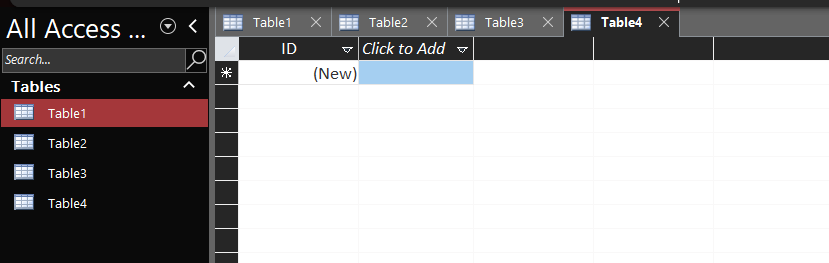 All Access ...
Search...
Tables
Table1
Table2
Table3
Table4
Table1 Table2 Table3 Table4
ID Click to Add
(New)